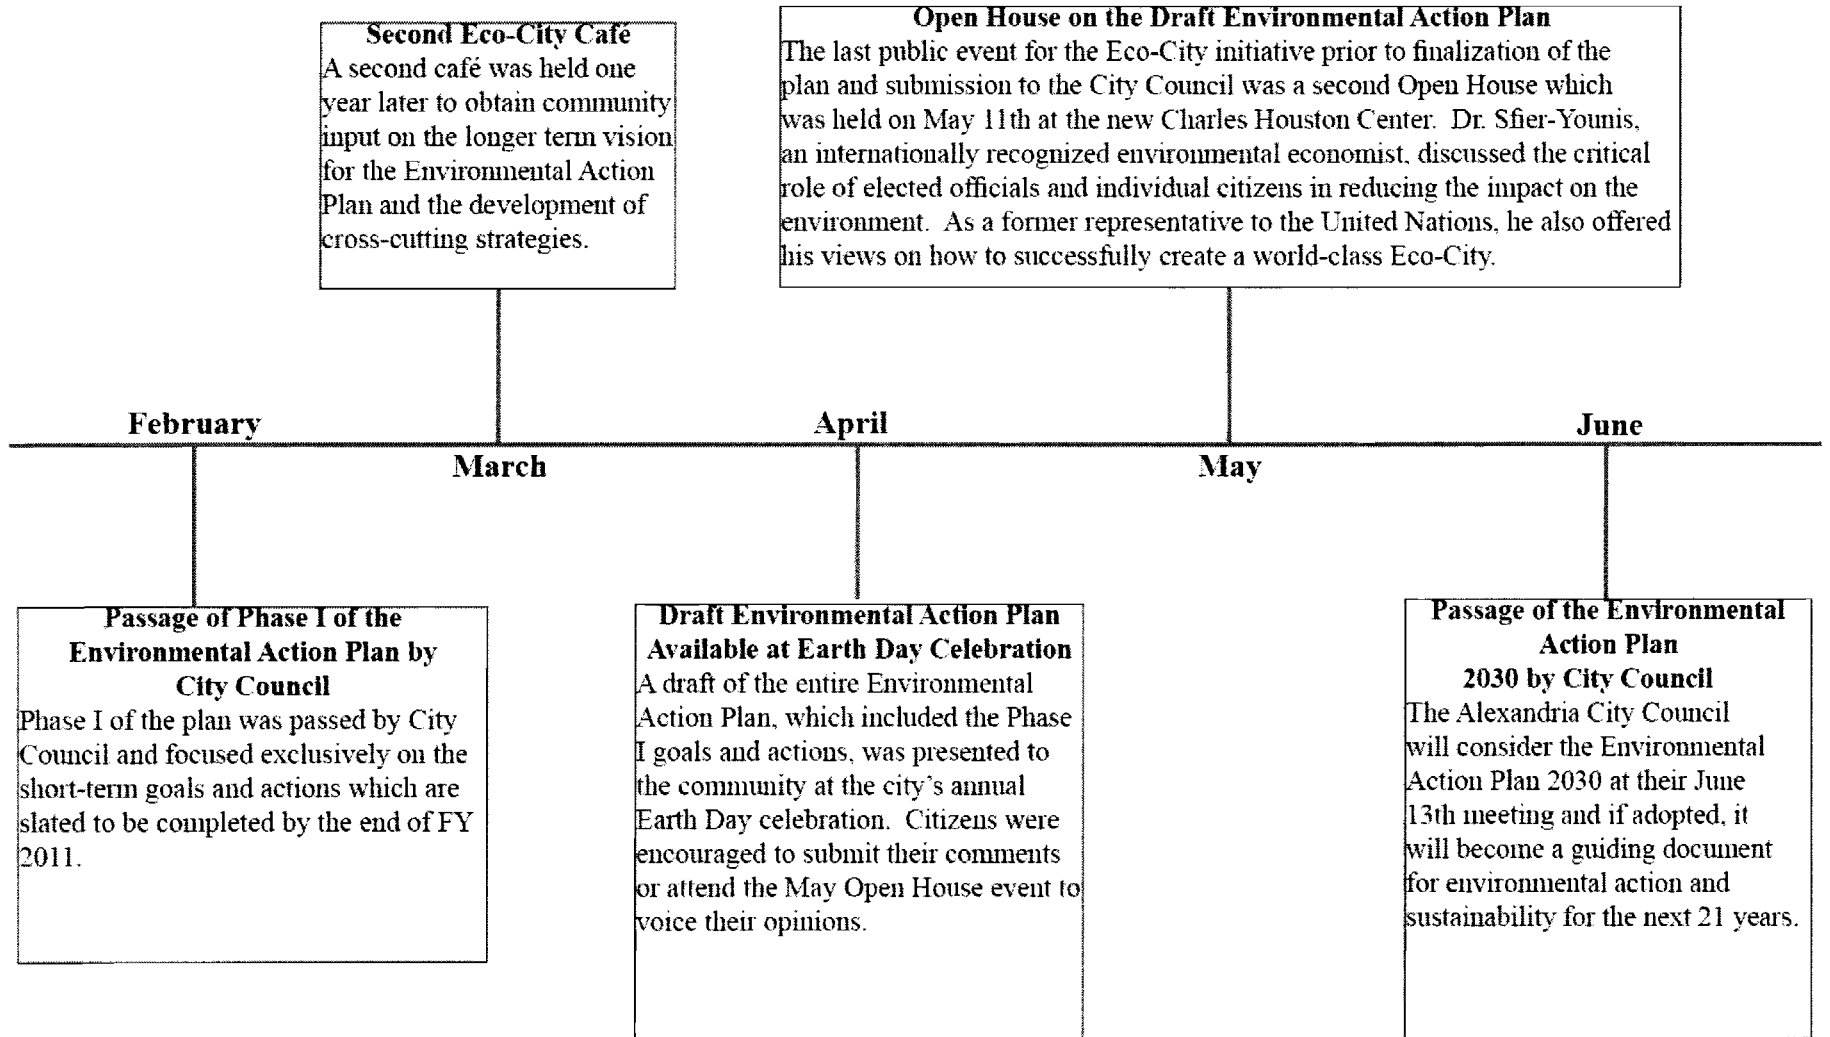 Second Eco-City Café
A second café was held one
year later to obtain community
input on the longer term vision
for the Environmental Action
Plan and the development of
cross-cutting strategies.
Open House on the Draft Environmental Action Plan
The last public event for the Eco-City initiative prior to finalization of the
plan and submission to the City Council was a second Open House which
was held on May 11th at the new Charles Houston Center. Dr. Sfier-Younis,
an internationally recognized environmental economist, discussed the critical
role of elected officials and individual citizens in reducing the impact on the
environment. As a former representative to the United Nations, he also offered
his views on how to successfully create a world-class Eco-City.
February
March
April
May
June
Passage of Phase I of the
Environmental Action Plan by
City Council
Phase I of the plan was passed by City
Council and focused exclusively on the
short-term goals and actions which are
slated to be completed by the end of FY
2011.
Draft Environmental Action Plan
Available at Earth Day Celebration
A draft of the entire Environmental
Action Plan, which included the Phase
I goals and actions, was presented to
the community at the city's annual
Earth Day celebration. Citizens were
encouraged to submit their comments
or attend the May Open House event to
voice their opinions.
Passage of the Environmental
Action Plan
2030 by City Council
The Alexandria City Council
will consider the Environmental
Action Plan 2030 at their June
13th meeting and if adopted, it
will become a guiding document
for environmental action and
sustainability for the next 21 years.